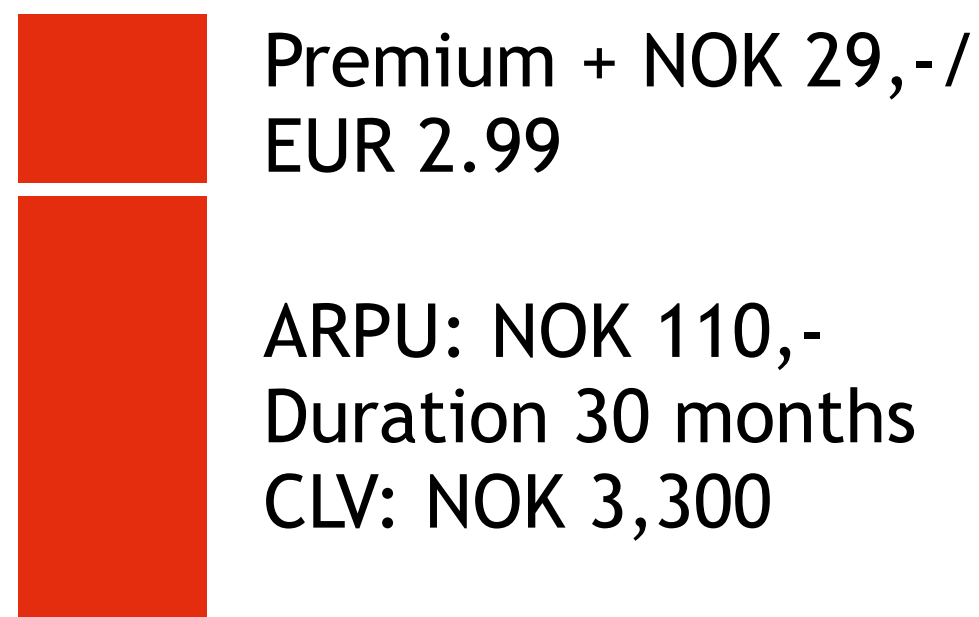 Premium + NOK 29,-/
EUR 2.99
ARPU: NOK 110,-
Duration 30 months
CLV: NOK 3,300